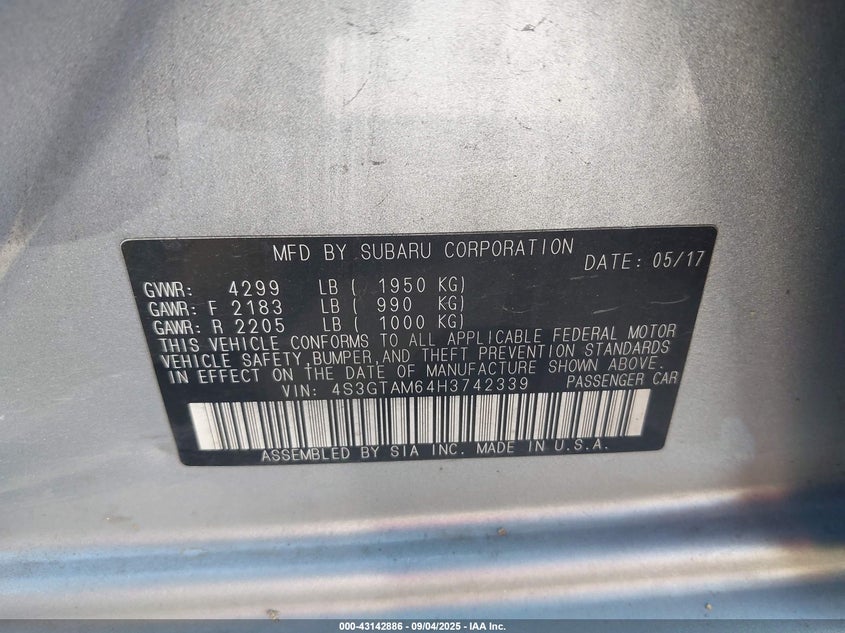 MFD BY SUBARU CORPORATION
DATE: 05/17
GVWR: 4299 LB ( 1950 KG)
GAWR: F 2183 LB ( 990 KG)
GAWR: R 2205 LB ( 1000 KG)
THIS VEHICLE CONFORMS TO ALL APPLICABLE FEDERAL MOTOR
VEHICLE SAFETY,BUMPER,AND THEFT PREVENTION STANDARDS
IN EFFECT ON THE DATE OF MANUFACTURE SHOWN ABOVE.
VIN: 4S3GTAM64H3742339 PASSENGER CAR
ASSEMBLED BY SIA INC. MADE IN U.S.A.
000-43142886 - 09/04/2025 - IAA Inc.